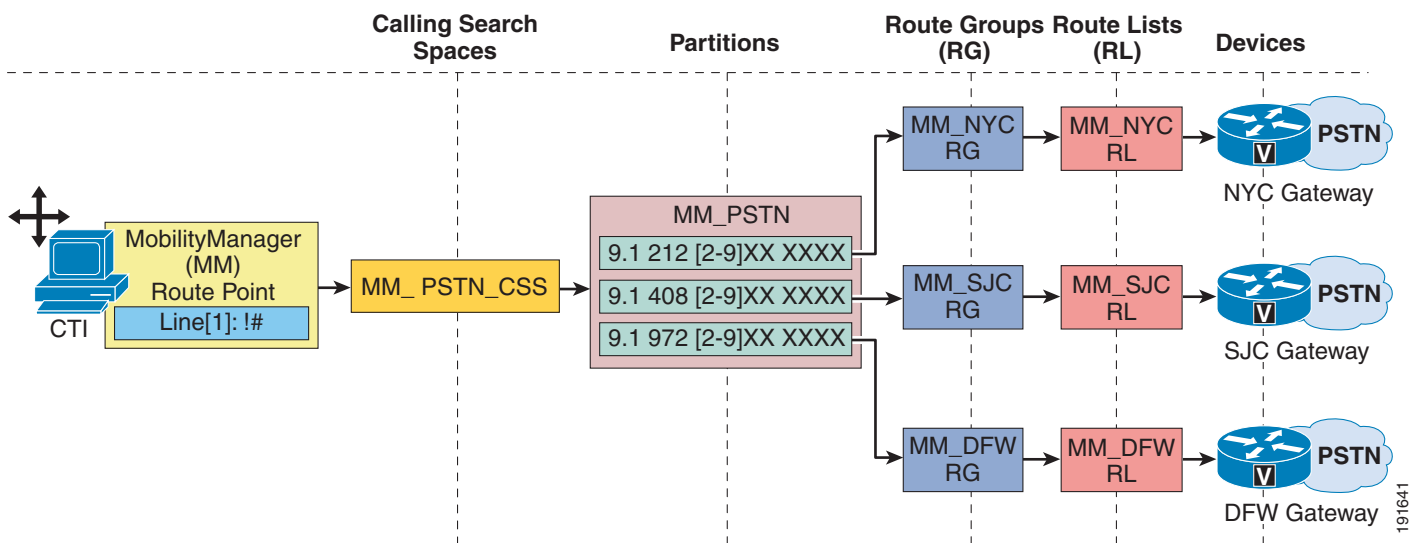 Calling Search
Spaces
Partitions
Route Groups
(RG)
Route Lists
(RL)
Devices
CTI
MobilityManager
(MM)
Route Point
Line[1]: !#
MM_ PSTN_CSS
MM_PSTN
9.1 212 [2-9]XX XXXX
9.1 408 [2-9]XX XXXX
9.1 972 [2-9]XX XXXX
MM_NYC
RG
MM_NYC
RL
V
PSTN
NYC Gateway
MM_SJC
RG
MM_SJC
RL
V
PSTN
SJC Gateway
MM_DFW
RG
MM_DFW
RL
V
PSTN
DFW Gateway
191641